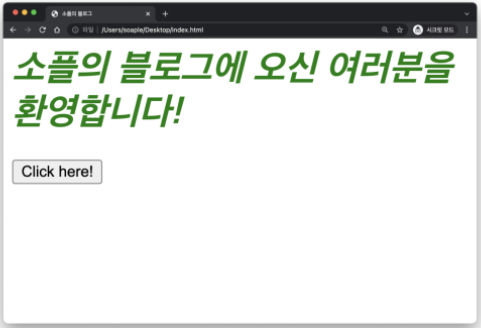 소플의 블로그
파일 /Users/soaple/Desktop/index.html
시크릿 모드
소플의 블로그에 오신 여러분을
환영합니다!
Click here!